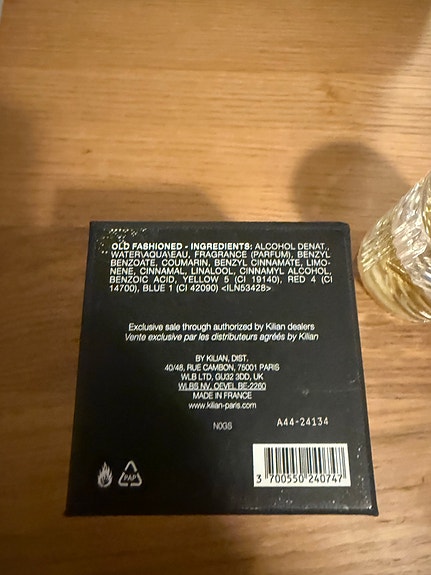 OLD FASHIONED - INGREDIENTS: ALCOHOL DENAT.,
WATER\AQUA\EAU, FRAGRANCE (PARFUM), BENZYL
BENZOATE, COUMARIN, BENZYL CINNAMATE, LIMO-
NENE, CINNAMAL, LINALOOL, CINNAMYL ALCOHOL,
BENZOIC ACID, YELLOW 5 (CI 19140), RED 4 (CI
14700), BLUE 1 (CI 42090) <ILN53428>
Exclusive sale through authorized by Kilian dealers
Vente exclusive par les distributeurs agréés by Kilian
BY KILIAN, DIST.
40/48, RUE CAMBON, 75001 PARIS
WLB LTD, GU32 3DD, UK
WLBS NV, OEVEL BE-2260
MADE IN FRANCE
www.kilian-paris.com
N0GS
A44-24134
PAP
3 700550 240747